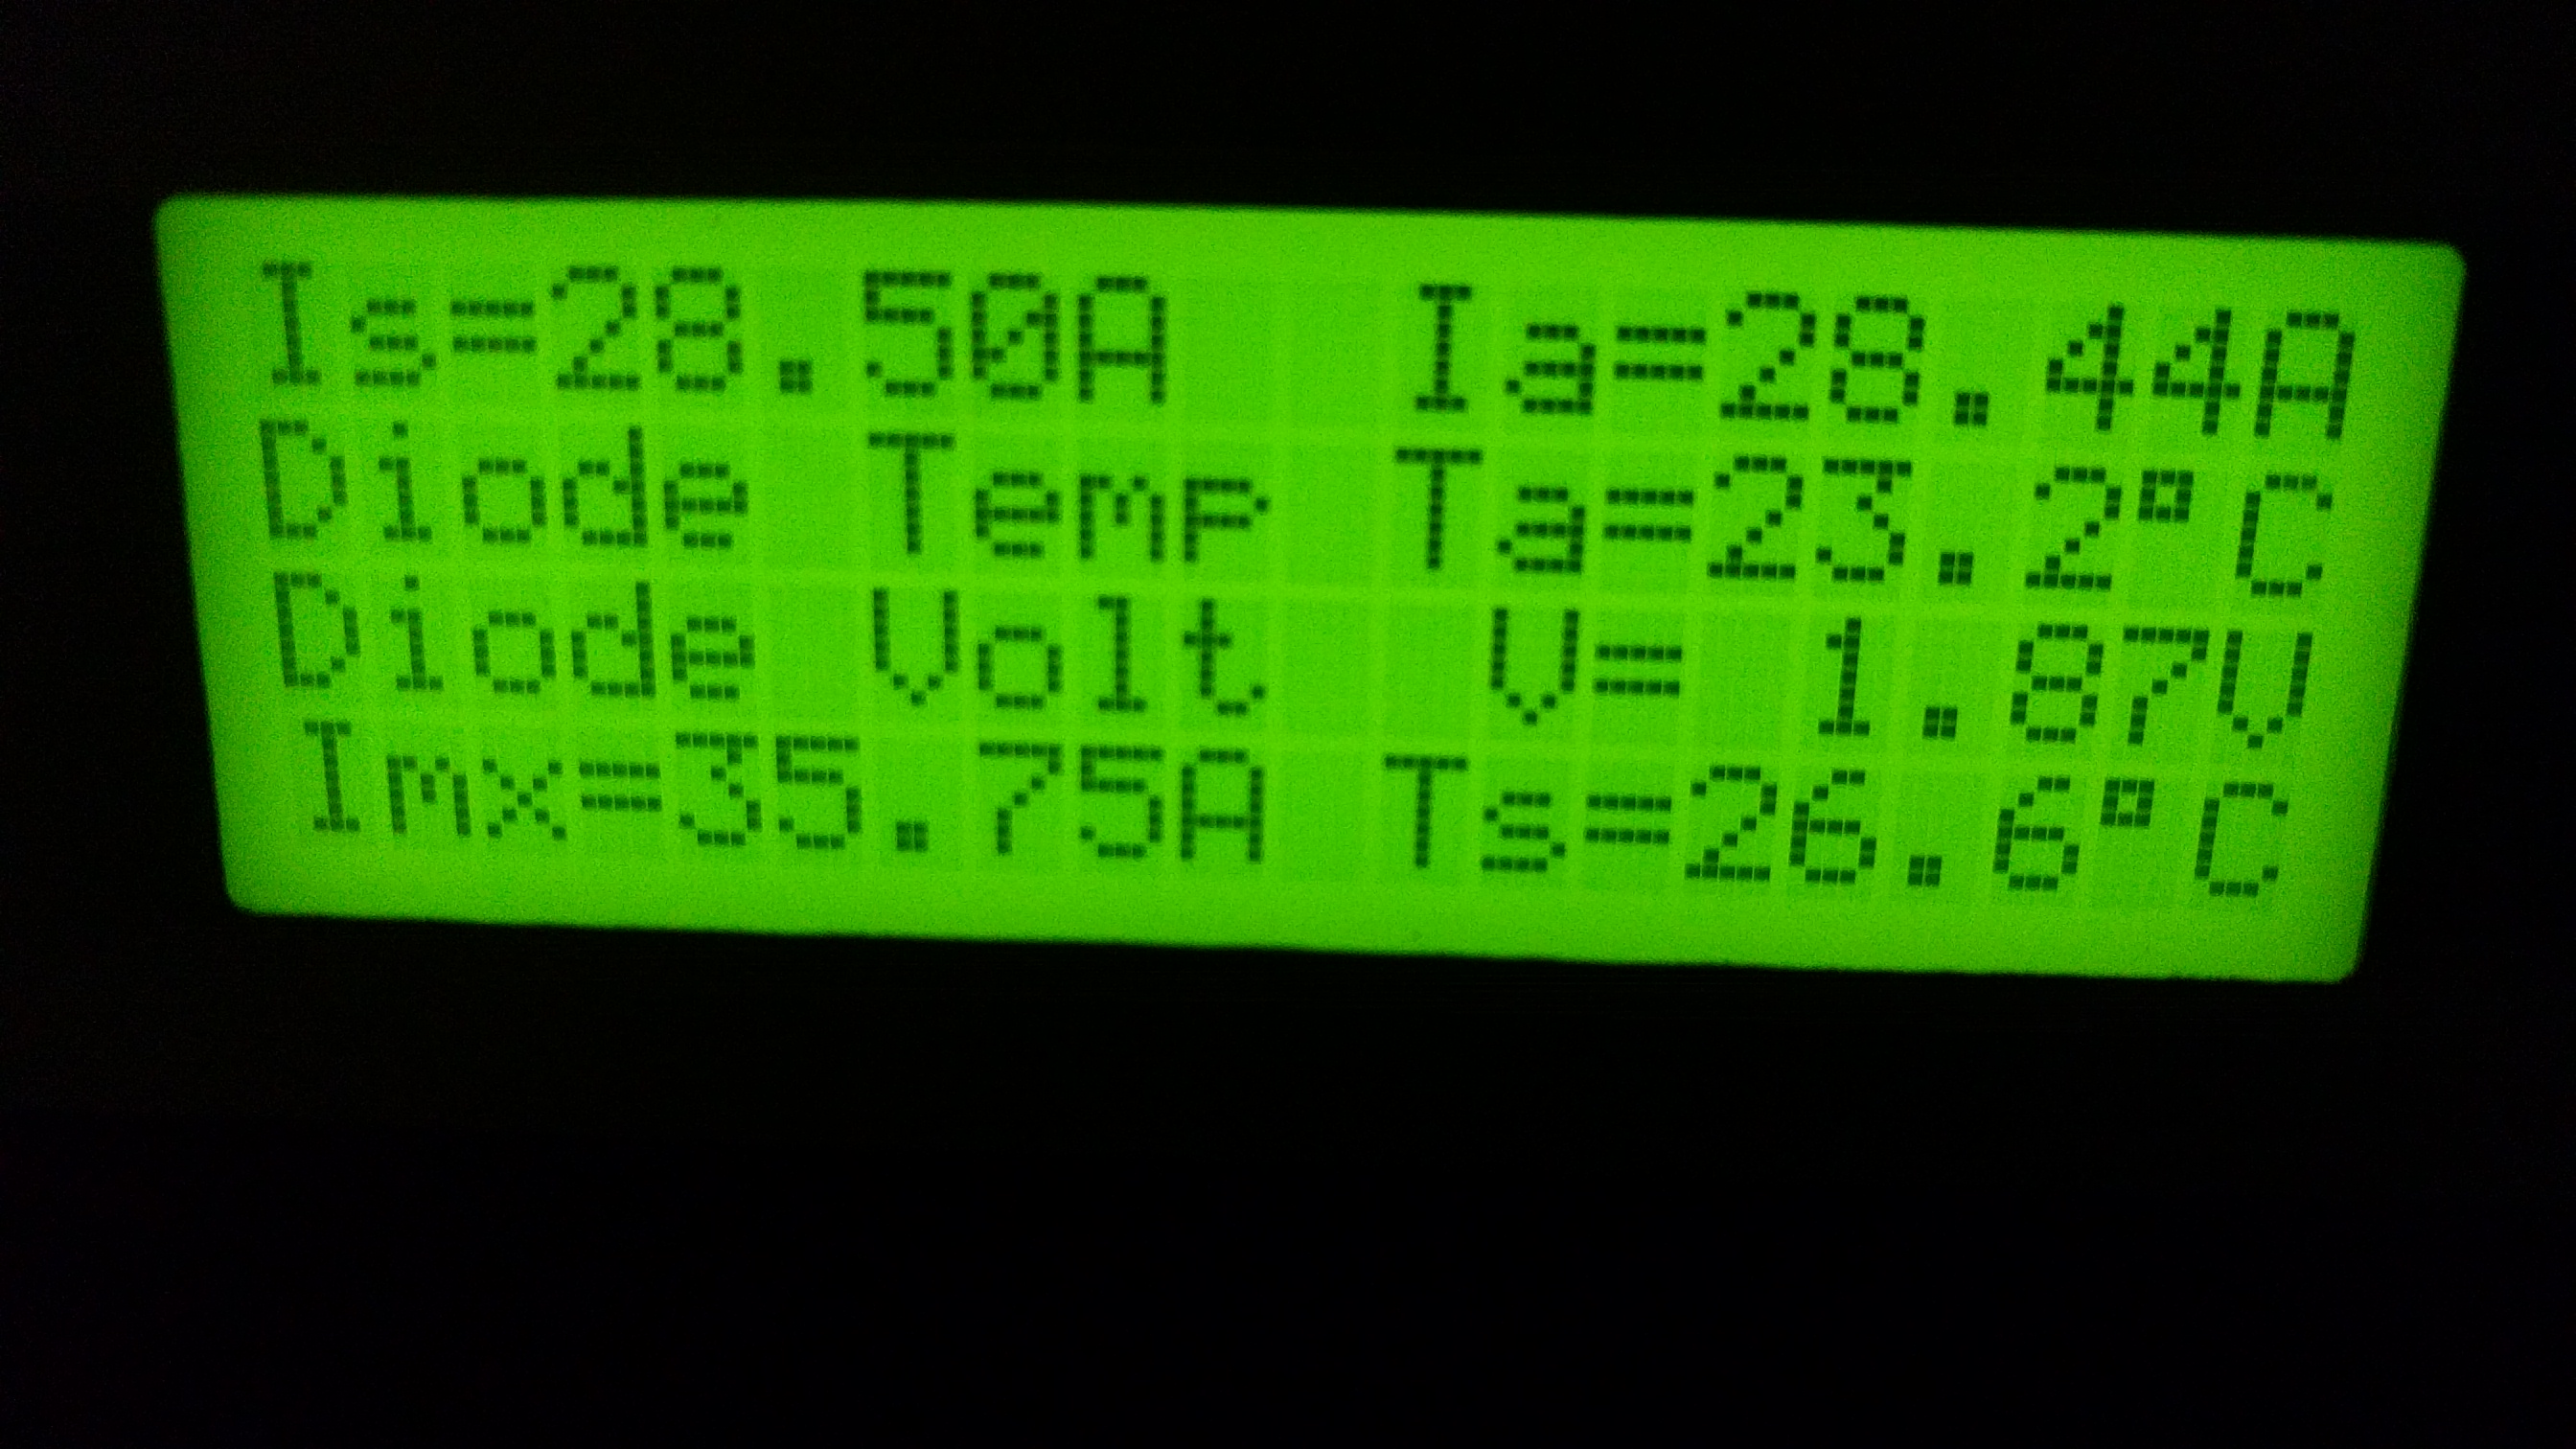 Is=28.50A Ia=28.44A
Diode Temp Ta=23.2°C
Diode Volt V= 1.87V
Imx=35.75A Ts=26.6°C